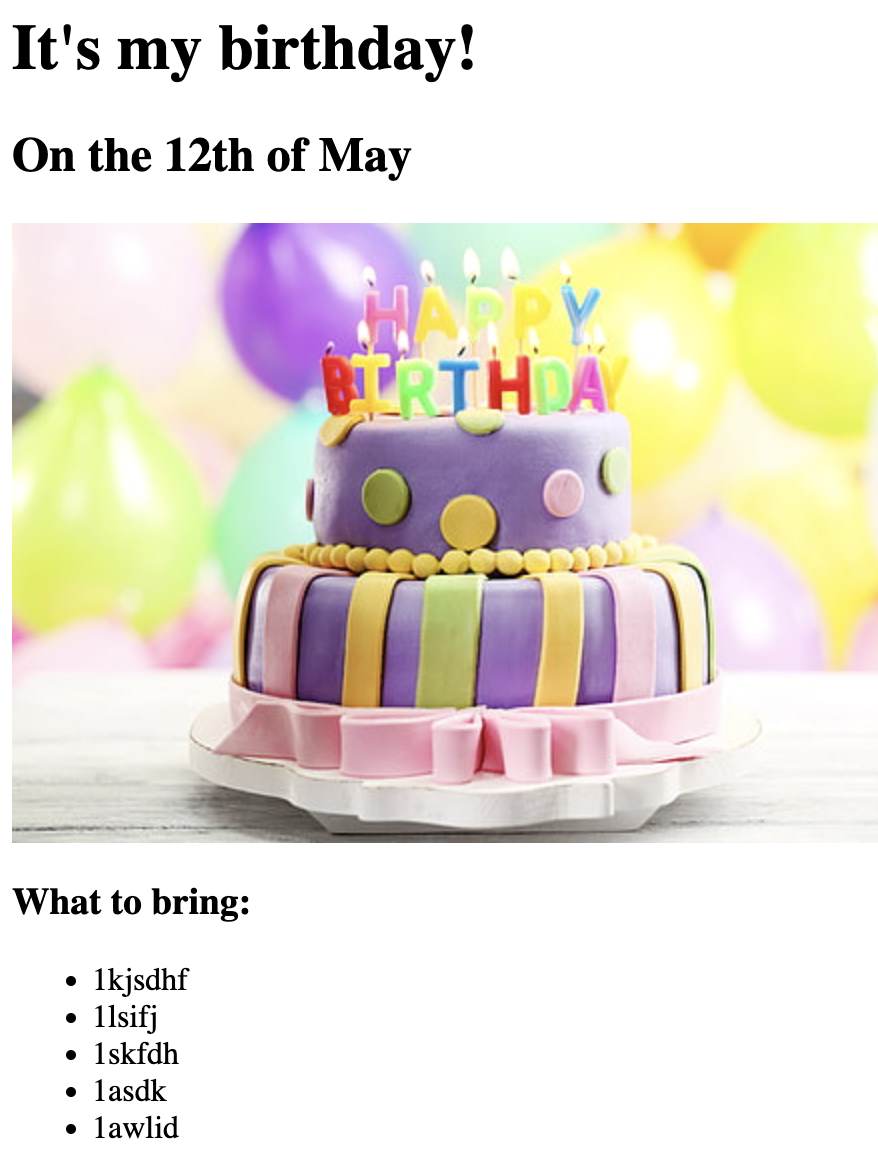 It's my birthday!
On the 12th of May
HAPPY
BIRTHDAY
What to bring:
1kjsdhf
1lsifj
1skfdh
1asdk
1awlid